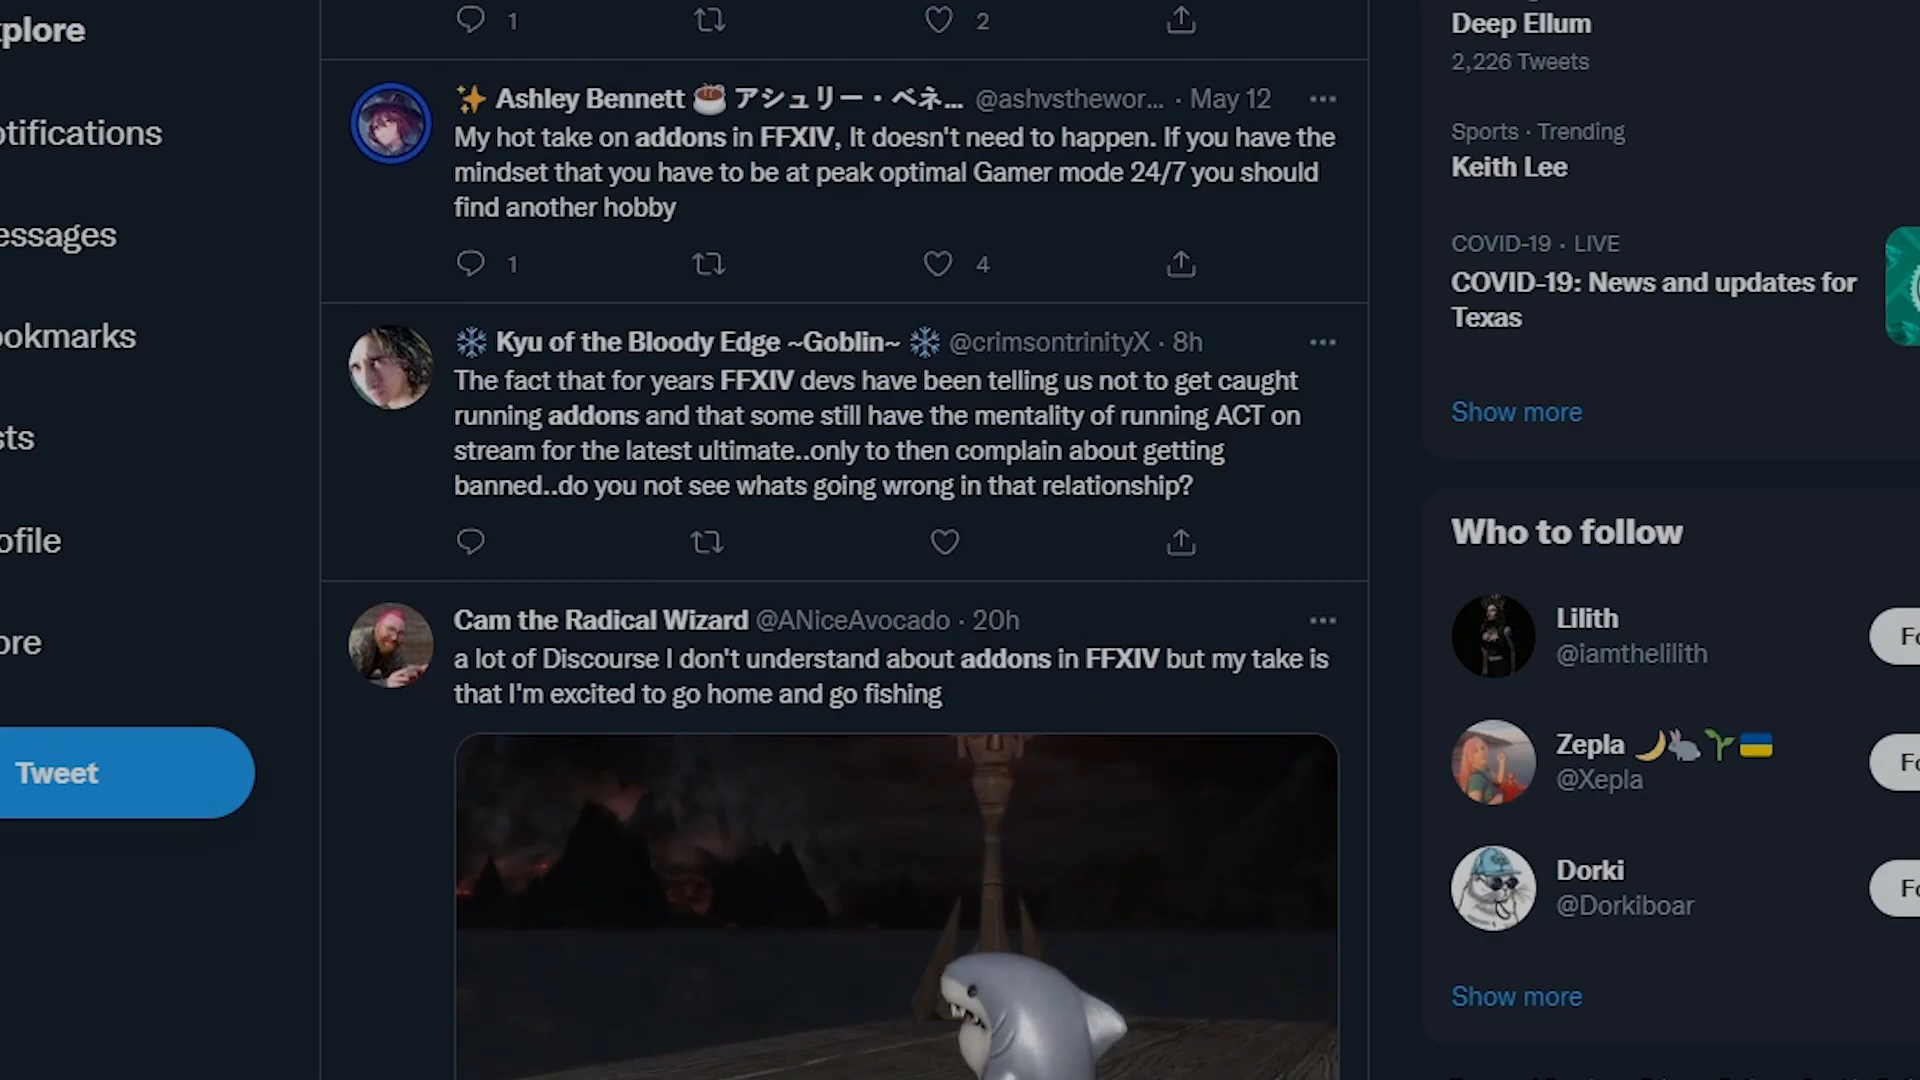 xplore
otifications
essages
ookmarks
sts
ofile
ore
Tweet
1 2
✨ Ashley Bennett ☕ アシュリー・ベネ... @ashvsthewor... · May 12
My hot take on addons in FFXIV, It doesn't need to happen. If you have the
mindset that you have to be at peak optimal Gamer mode 24/7 you should
find another hobby
1 4
❄️ Kyu of the Bloody Edge ~Goblin~ ❄️ @crimsontrinityX · 8h
The fact that for years FFXIV devs have been telling us not to get caught
running addons and that some still have the mentality of running ACT on
stream for the latest ultimate..only to then complain about getting
banned..do you not see whats going wrong in that relationship?
Cam the Radical Wizard @ANiceAvocado · 20h
a lot of Discourse I don't understand about addons in FFXIV but my take is
that I'm excited to go home and go fishing
Deep Ellum
2,226 Tweets
Sports · Trending
Keith Lee
COVID-19 · LIVE
COVID-19: News and updates for
Texas
Show more
Who to follow
Lilith
@iamthelilith
Fo
Zepla 🌙🐇🌱🇺🇦
@Xepla
Fo
Dorki
@Dorkiboar
Fo
Show more